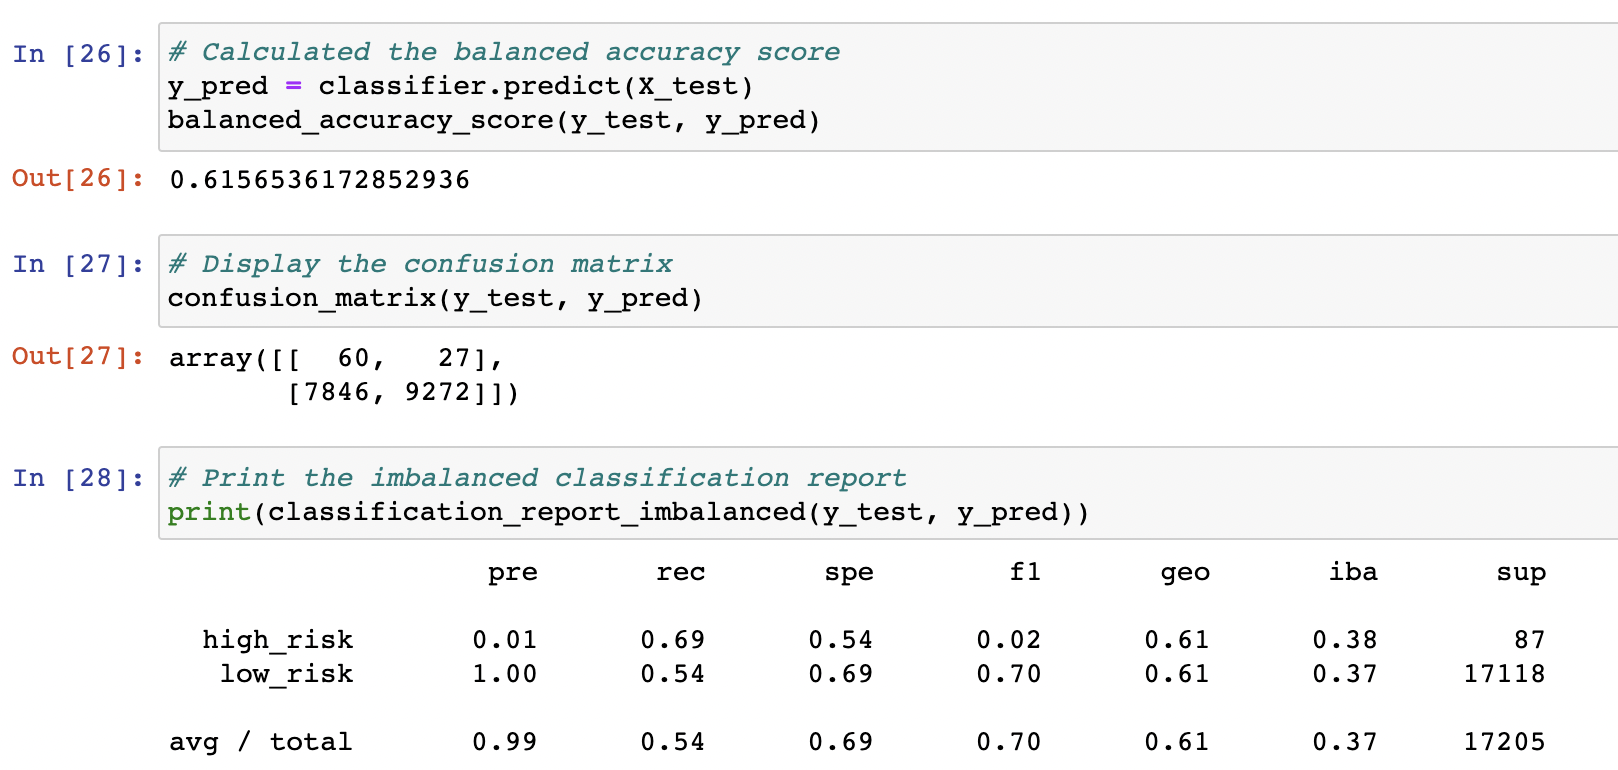 In [26]: # Calculated the balanced accuracy score
y_pred = classifier.predict(X_test)
balanced_accuracy_score(y_test, y_pred)
Out[26]: 0.6156536172852936
In [27]: # Display the confusion matrix
confusion_matrix(y_test, y_pred)
Out[27]: array([[  60,   27],
       [7846, 9272]])
In [28]: # Print the imbalanced classification report
print(classification_report_imbalanced(y_test, y_pred))
pre rec spe f1 geo iba sup
high_risk 0.01 0.69 0.54 0.02 0.61 0.38 87
low_risk 1.00 0.54 0.69 0.70 0.61 0.37 17118
avg / total 0.99 0.54 0.69 0.70 0.61 0.37 17205